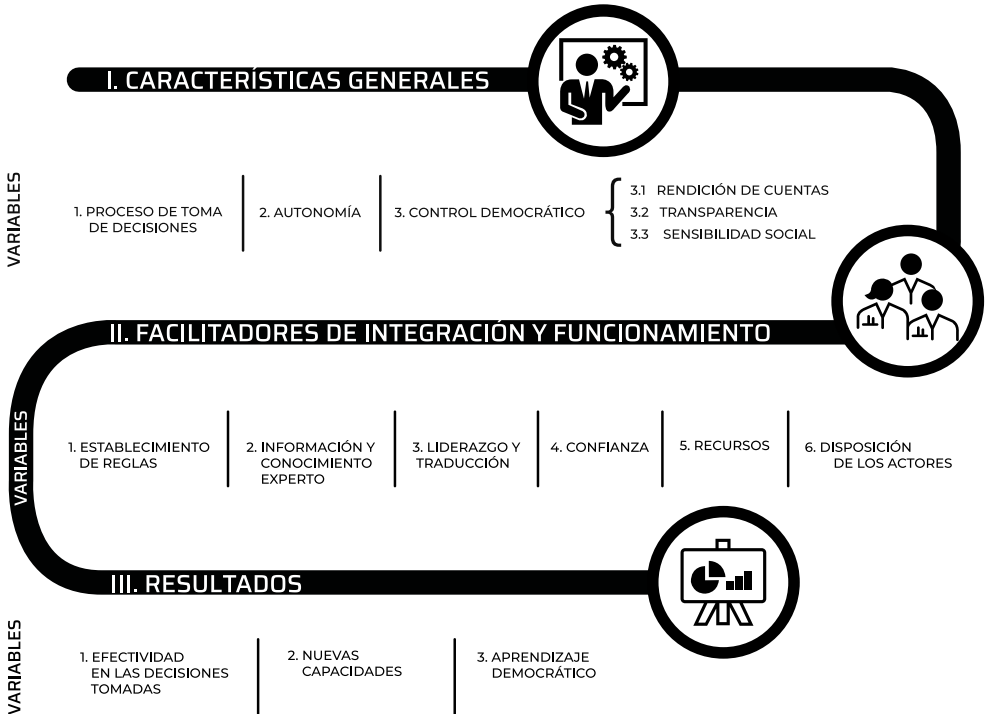 I. CARACTERÍSTICAS GENERALES
VARIABLES
1. PROCESO DE TOMA
DE DECISIONES
2. AUTONOMÍA
3. CONTROL DEMOCRÁTICO
3.1 RENDICIÓN DE CUENTAS
3.2 TRANSPARENCIA
3.3 SENSIBILIDAD SOCIAL
II. FACILITADORES DE INTEGRACIÓN Y FUNCIONAMIENTO
VARIABLES
1. ESTABLECIMIENTO
DE REGLAS
2. INFORMACIÓN Y
CONOCIMIENTO
EXPERTO
3. LIDERAZGO Y
TRADUCCIÓN
4. CONFIANZA
5. RECURSOS
6. DISPOSICIÓN
DE LOS ACTORES
III. RESULTADOS
VARIABLES
1. EFECTIVIDAD
EN LAS DECISIONES
TOMADAS
2. NUEVAS
CAPACIDADES
3. APRENDIZAJE
DEMOCRÁTICO